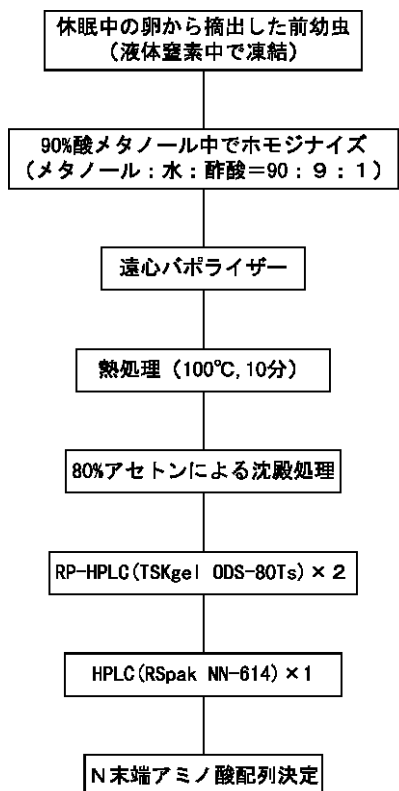 休眠中の卵から摘出した前幼虫
(液体窒素中で凍結)
90%酸メタノール中でホモジナイズ
(メタノール:水:酢酸=90:9:1)
遠心バポライザー
熱処理(100℃,10分)
80%アセトンによる沈殿処理
RP-HPLC(TSKgel ODS-80Ts)×2
HPLC(RSpak NN-614)×1
N末端アミノ酸配列決定